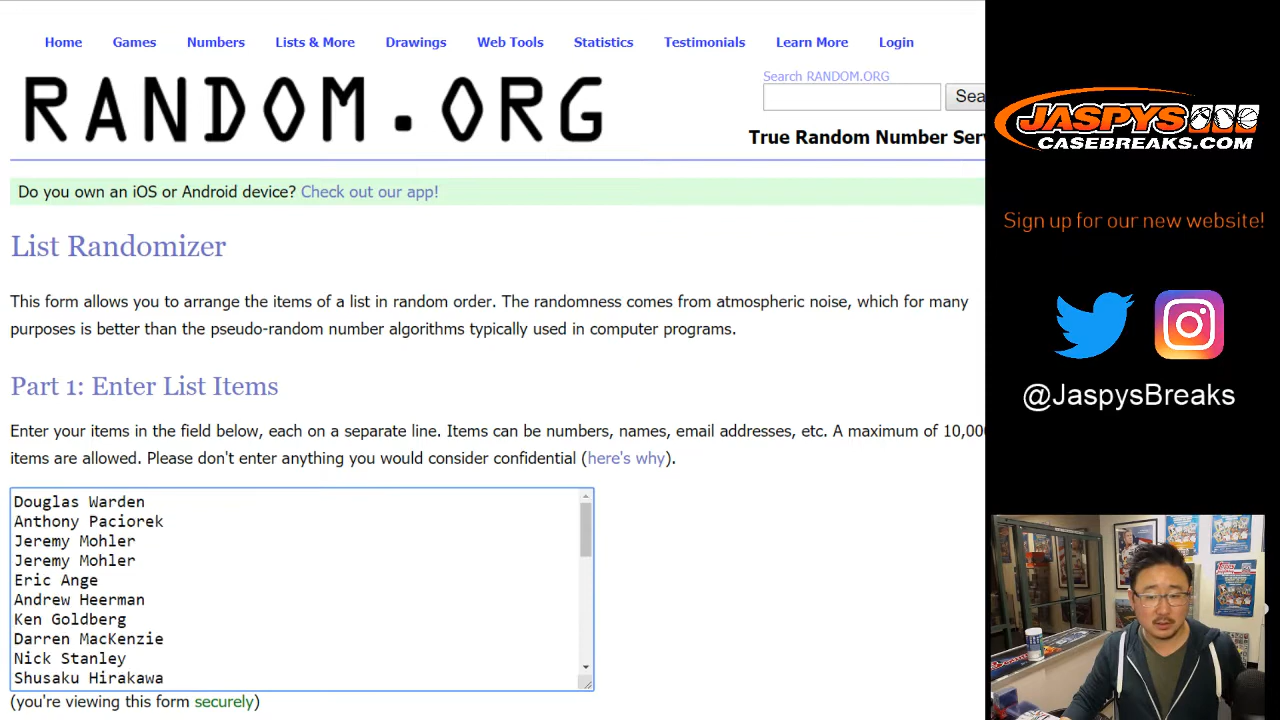 Home Games Numbers Lists & More Drawings Web Tools Statistics Testimonials Learn More Login
RANDOM.ORG
Search RANDOM.ORG
Sea
True Random Number Ser
Do you own an iOS or Android device? Check out our app!
List Randomizer
This form allows you to arrange the items of a list in random order. The randomness comes from atmospheric noise, which for many
purposes is better than the pseudo-random number algorithms typically used in computer programs.
Part 1: Enter List Items
Enter your items in the field below, each on a separate line. Items can be numbers, names, email addresses, etc. A maximum of 10,000
items are allowed. Please don't enter anything you would consider confidential (here's why).
Douglas Warden
Anthony Paciorek
Jeremy Mohler
Jeremy Mohler
Eric Ange
Andrew Heerman
Ken Goldberg
Darren MacKenzie
Nick Stanley
Shusaku Hirakawa
(you're viewing this form securely)
JASPYS
CASEBREAKS.COM
Sign up for our new website!
@JaspysBreaks